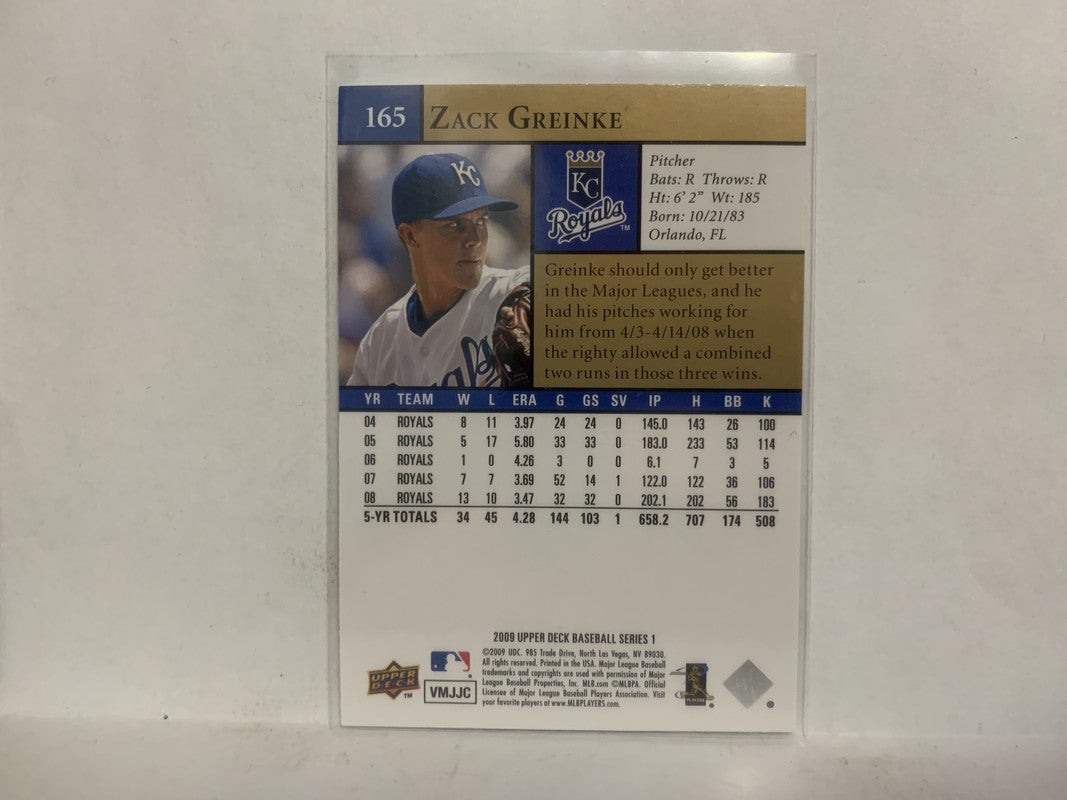 165 ZACK GREINKE
KC
KC
Royals
TM
Pitcher
Bats: R Throws: R
Ht: 6' 2" Wt: 185
Born: 10/21/83
Orlando, FL
Greinke should only get better
in the Major Leagues, and he
had his pitches working for
him from 4/3-4/14/08 when
the righty allowed a combined
two runs in those three wins.
YR TEAM W L ERA G GS SV IP H BB K
04 ROYALS 8 11 3.97 24 24 0 145.0 143 26 100
05 ROYALS 5 17 5.80 33 33 0 183.0 233 53 114
06 ROYALS 1 0 4.26 3 0 0 6.1 7 3 5
07 ROYALS 7 7 3.69 52 14 1 122.0 122 36 106
08 ROYALS 13 10 3.47 32 32 0 202.1 202 56 183
5-YR TOTALS 34 45 4.28 144 103 1 658.2 707 174 508
2009 UPPER DECK BASEBALL SERIES 1
©2009 UDC. 985 Trade Drive, North Las Vegas, NV 89030.
All rights reserved. Printed in the USA. Major League Baseball
trademarks and copyrights are used with permission of Major
League Baseball Properties, Inc. MLB.com ©MLBPA. Official
Licensee of Major League Baseball Players Association. Visit
your favorite players at www.MLBPLAYERS.com.
UPPER DECK TM
VMJJC
PLAYERS
®
®